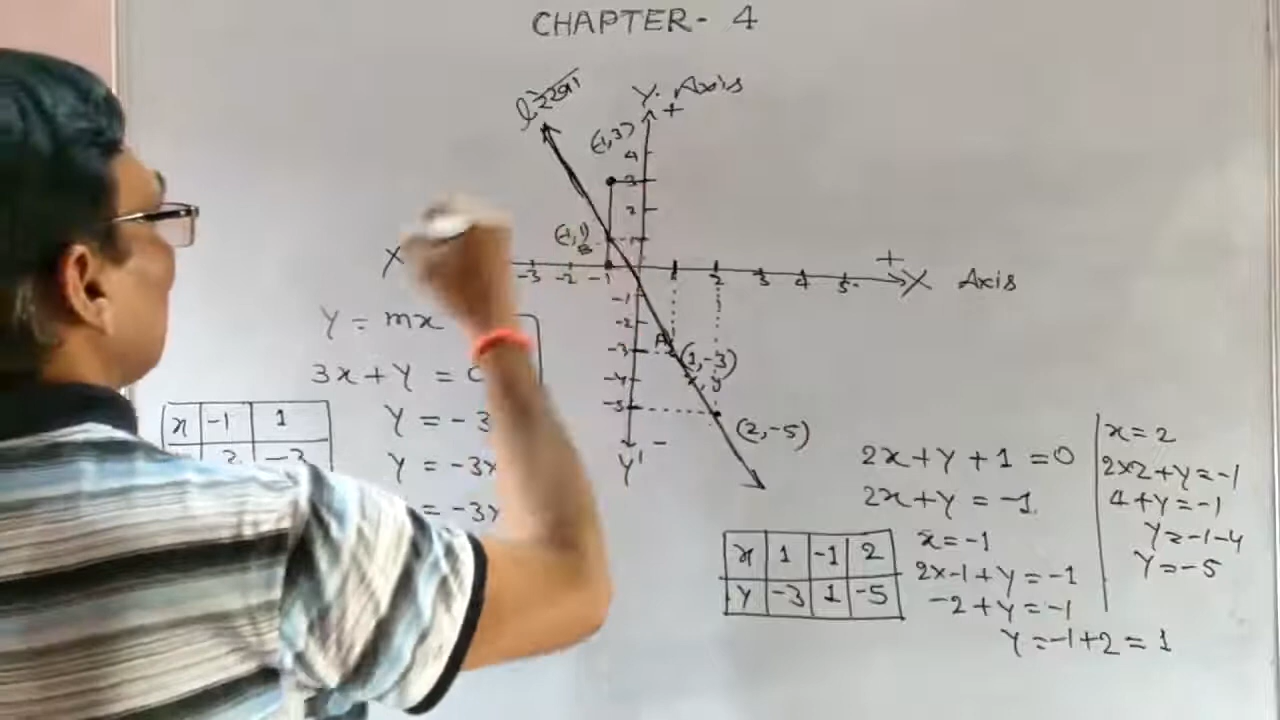 CHAPTER - 4
Y. Axis
+
(-1,3)
4
3
2
1
(-1,1)
B
+
X
X Axis
-3 -2 -1 1 2 3 4 5
-1
-2
-3
-4
-5
A
(1,-3)
(2,-5)
-
Y'
Y = mx
3x + Y =
Y = -3
Y = -3x
= -3x
x -1 1
3 -3
2x + Y + 1 = 0
2x + Y = -1
x = -1
2x-1 + Y = -1
-2 + Y = -1
Y = -1+2 = 1
x = 2
2x2 + Y = -1
4 + Y = -1
Y = -1-4
Y = -5
x 1 -1 2
Y -3 1 -5